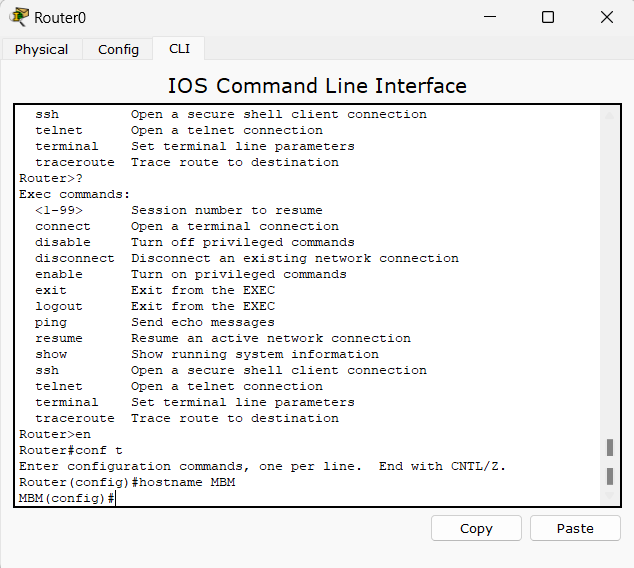 Router0
Physical Config CLI
IOS Command Line Interface
ssh Open a secure shell client connection
telnet Open a telnet connection
terminal Set terminal line parameters
traceroute Trace route to destination
Router>?
Exec commands:
<1-99> Session number to resume
connect Open a terminal connection
disable Turn off privileged commands
disconnect Disconnect an existing network connection
enable Turn on privileged commands
exit Exit from the EXEC
logout Exit from the EXEC
ping Send echo messages
resume Resume an active network connection
show Show running system information
ssh Open a secure shell client connection
telnet Open a telnet connection
terminal Set terminal line parameters
traceroute Trace route to destination
Router>en
Router#conf t
Enter configuration commands, one per line. End with CNTL/Z.
Router(config)#hostname MBM
MBM(config)#
Copy Paste